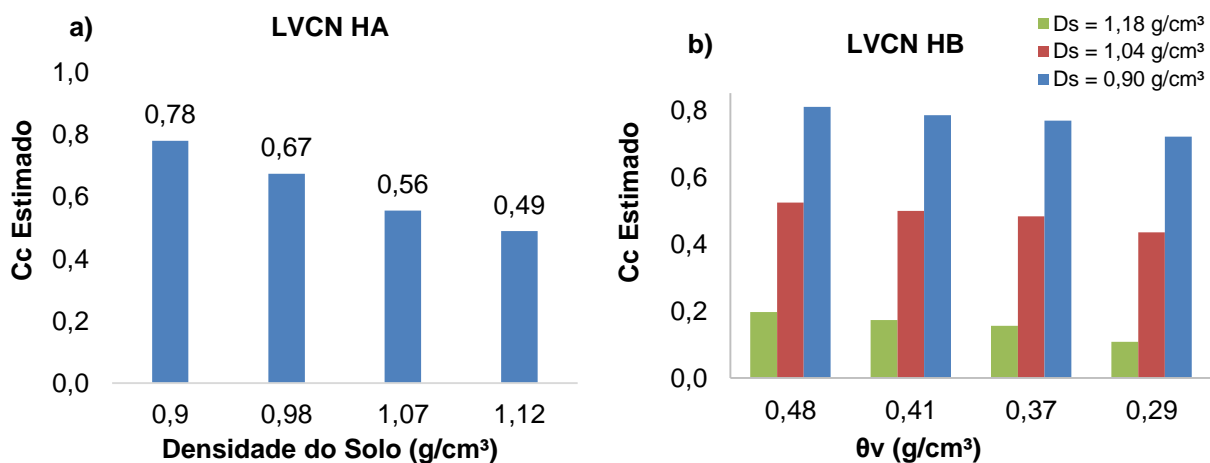 a)
LVCN HA
Cc Estimado
1,0
0,8
0,6
0,4
0,2
0,0
0,78
0,67
0,56
0,49
0,9 0,98 1,07 1,12
Densidade do Solo (g/cm³)
b)
LVCN HB
Ds = 1,18 g/cm³
Ds = 1,04 g/cm³
Ds = 0,90 g/cm³
Cc Estimado
0,8
0,6
0,4
0,2
0,0
0,48 0,41 0,37 0,29
θv (g/cm³)